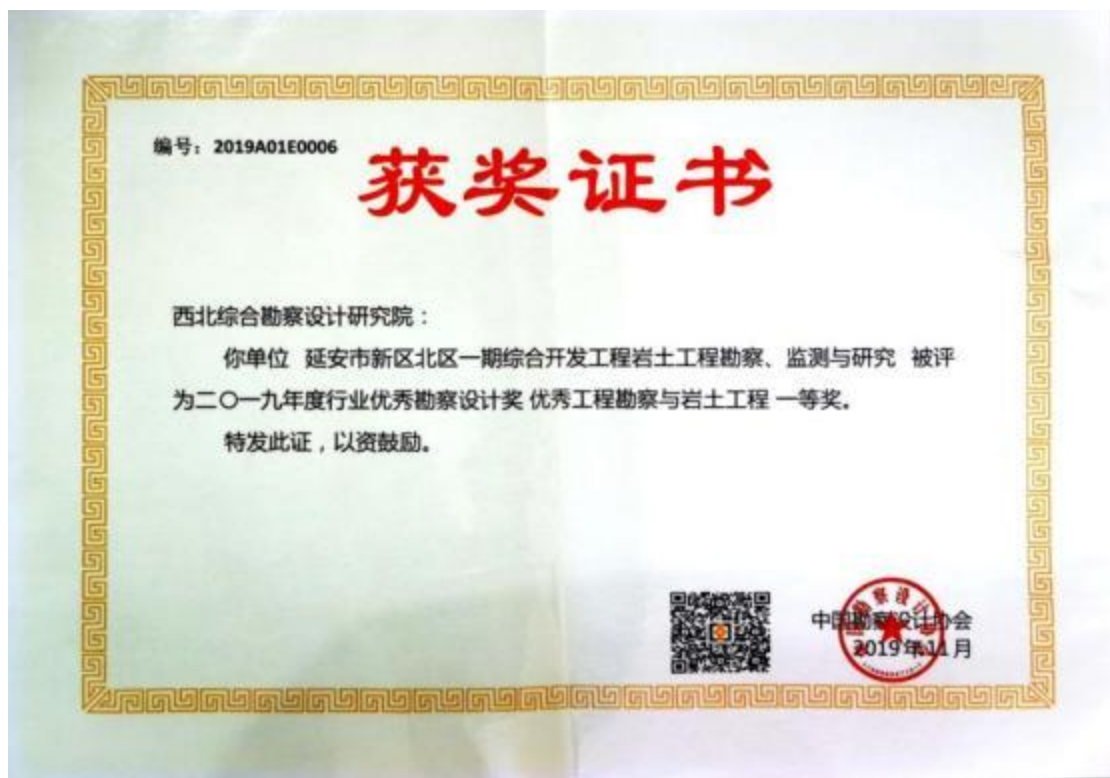 编号：2019A01E0006
获奖证书
西北综合勘察设计研究院：
你单位 延安市新区北区一期综合开发工程岩土工程勘察、监测与研究 被评
为二〇一九年度行业优秀勘察设计奖 优秀工程勘察与岩土工程 一等奖。
特发此证，以资鼓励。
中国勘察设计协会
2019年11月